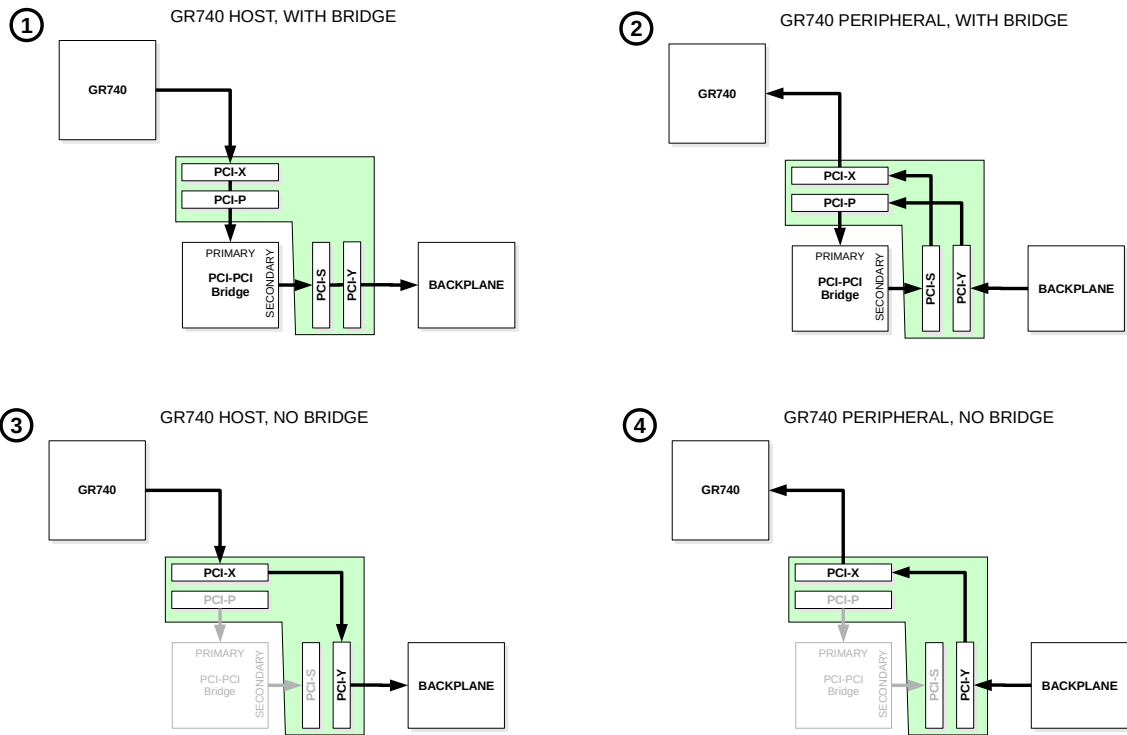 1
GR740 HOST, WITH BRIDGE
GR740
PCI-X
PCI-P
PRIMARY
PCI-PCI
Bridge
SECONDARY
PCI-S
PCI-Y
BACKPLANE
2
GR740 PERIPHERAL, WITH BRIDGE
GR740
PCI-X
PCI-P
PRIMARY
PCI-PCI
Bridge
SECONDARY
PCI-S
PCI-Y
BACKPLANE
3
GR740 HOST, NO BRIDGE
GR740
PCI-X
PCI-P
PRIMARY
PCI-PCI
Bridge
SECONDARY
PCI-S
PCI-Y
BACKPLANE
4
GR740 PERIPHERAL, NO BRIDGE
GR740
PCI-X
PCI-P
PRIMARY
PCI-PCI
Bridge
SECONDARY
PCI-S
PCI-Y
BACKPLANE